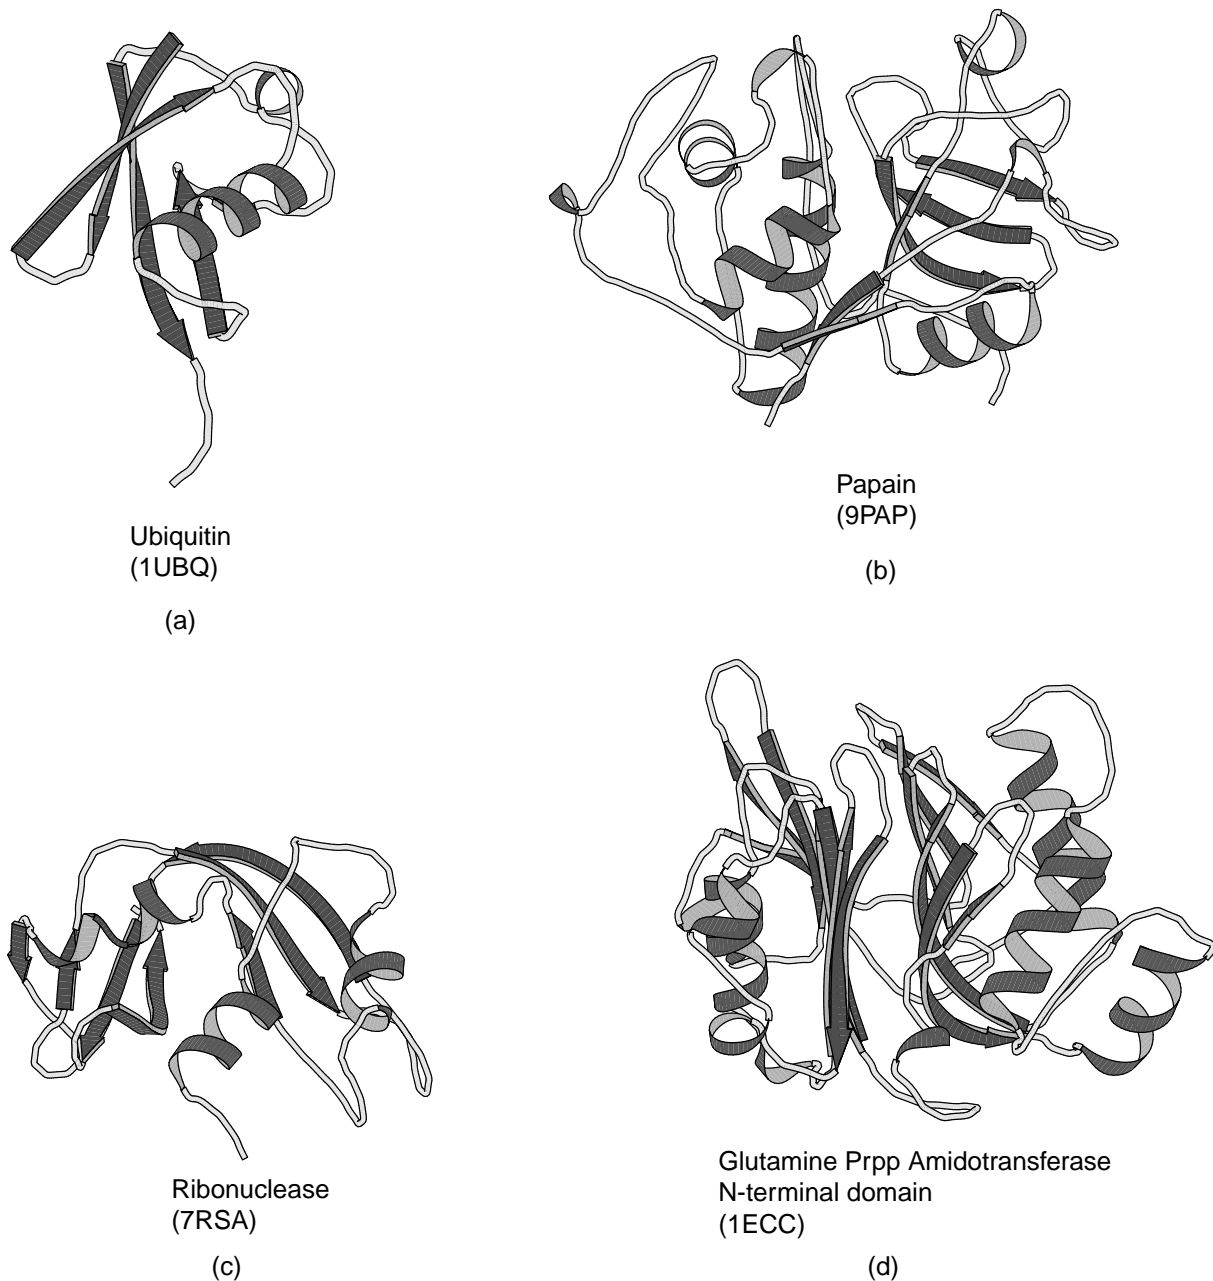 Ubiquitin
(1UBQ)
(a)
Papain
(9PAP)
(b)
Ribonuclease
(7RSA)
(c)
Glutamine Prpp Amidotransferase
N-terminal domain
(1ECC)
(d)